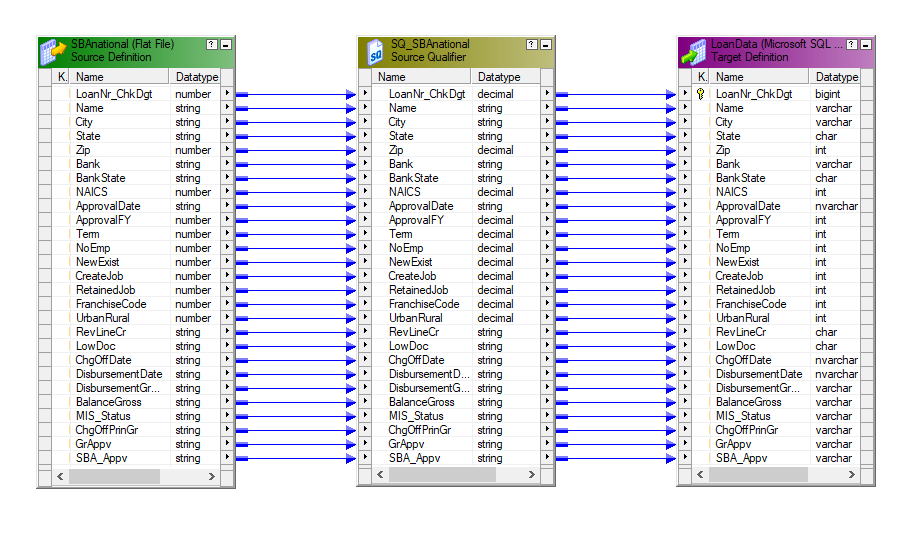 SBAnational (Flat File)
Source Definition
K. Name Datatype
LoanNr_ChkDgt number
Name string
City string
State string
Zip number
Bank string
BankState string
NAICS number
ApprovalDate string
ApprovalFY number
Term number
NoEmp number
NewExist number
CreateJob number
RetainedJob number
FranchiseCode number
UrbanRural number
RevLineCr string
LowDoc string
ChgOffDate string
DisbursementDate string
DisbursementGr... string
BalanceGross string
MIS_Status string
ChgOffPrinGr string
GrAppv string
SBA_Appv string
SQ_SBAnational
Source Qualifier
Name Datatype
LoanNr_ChkDgt decimal
Name string
City string
State string
Zip decimal
Bank string
BankState string
NAICS decimal
ApprovalDate string
ApprovalFY decimal
Term decimal
NoEmp decimal
NewExist decimal
CreateJob decimal
RetainedJob decimal
FranchiseCode decimal
UrbanRural decimal
RevLineCr string
LowDoc string
ChgOffDate string
DisbursementD... string
DisbursementG... string
BalanceGross string
MIS_Status string
ChgOffPrinGr string
GrAppv string
SBA_Appv string
LoanData (Microsoft SQL ...
Target Definition
K. Name Datatype
LoanNr_ChkDgt bigint
Name varchar
City varchar
State char
Zip int
Bank varchar
BankState char
NAICS int
ApprovalDate nvarchar
ApprovalFY int
Term int
NoEmp int
NewExist int
CreateJob int
RetainedJob int
FranchiseCode int
UrbanRural int
RevLineCr char
LowDoc char
ChgOffDate nvarchar
DisbursementDate nvarchar
DisbursementGr... varchar
BalanceGross varchar
MIS_Status varchar
ChgOffPrinGr varchar
GrAppv varchar
SBA_Appv varchar